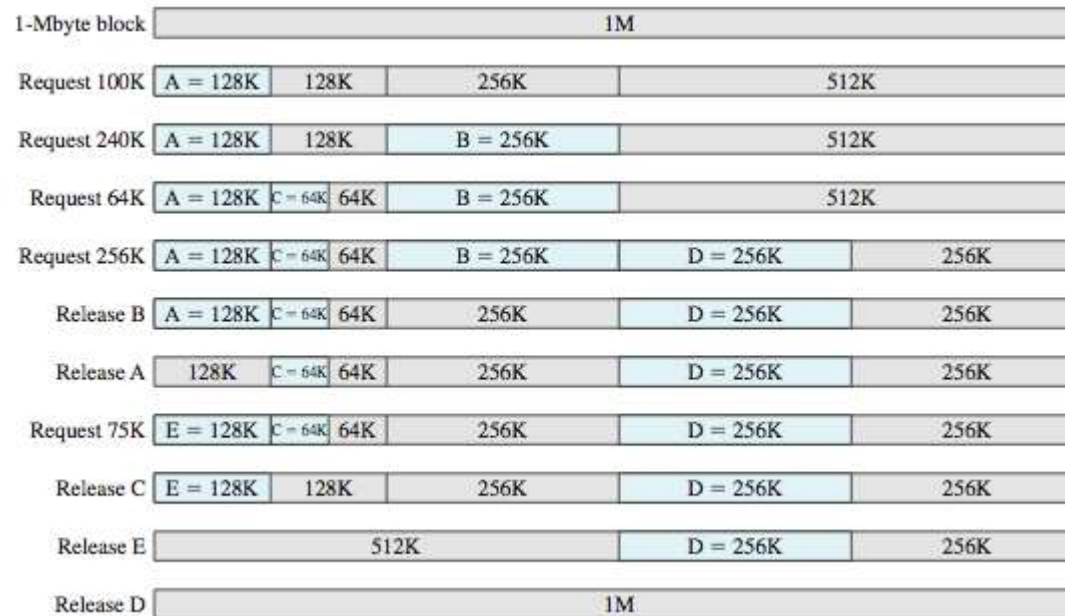 1-Mbyte block 1M
Request 100K A = 128K 128K 256K 512K
Request 240K A = 128K 128K B = 256K 512K
Request 64K A = 128K C = 64K 64K B = 256K 512K
Request 256K A = 128K C = 64K 64K B = 256K D = 256K 256K
Release B A = 128K C = 64K 64K 256K D = 256K 256K
Release A 128K C = 64K 64K 256K D = 256K 256K
Request 75K E = 128K C = 64K 64K 256K D = 256K 256K
Release C E = 128K 128K 256K D = 256K 256K
Release E 512K D = 256K 256K
Release D 1M